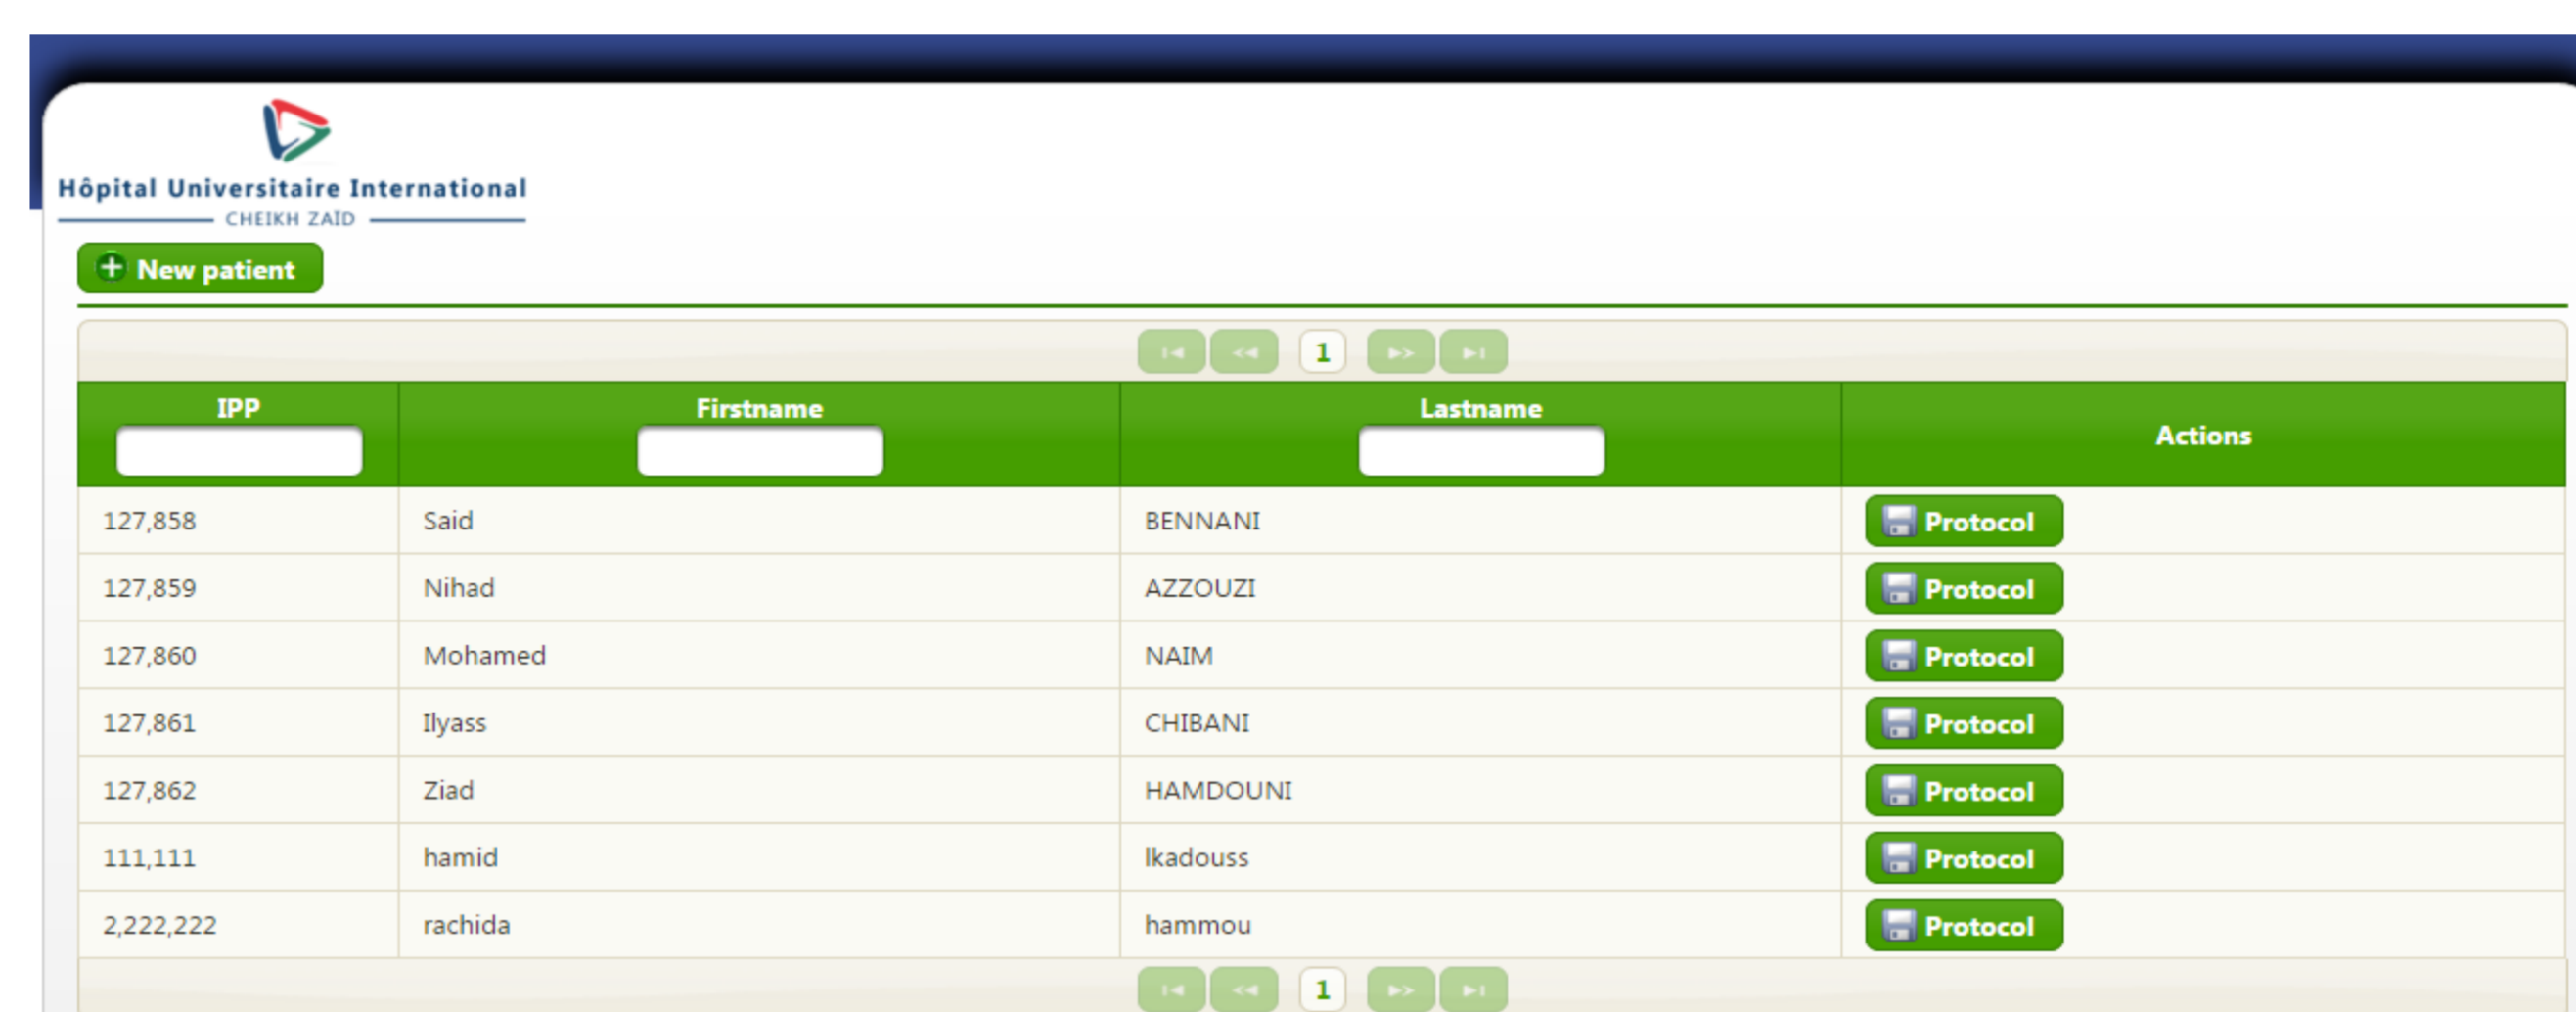 Hôpital Universitaire International
CHEIKH ZAÏD
New patient
1
IPP Firstname Lastname Actions
127,858 Said BENNANI Protocol
127,859 Nihad AZZOUZI Protocol
127,860 Mohamed NAIM Protocol
127,861 Ilyass CHIBANI Protocol
127,862 Ziad HAMDOUNI Protocol
111,111 hamid lkadouss Protocol
2,222,222 rachida hammou Protocol
1